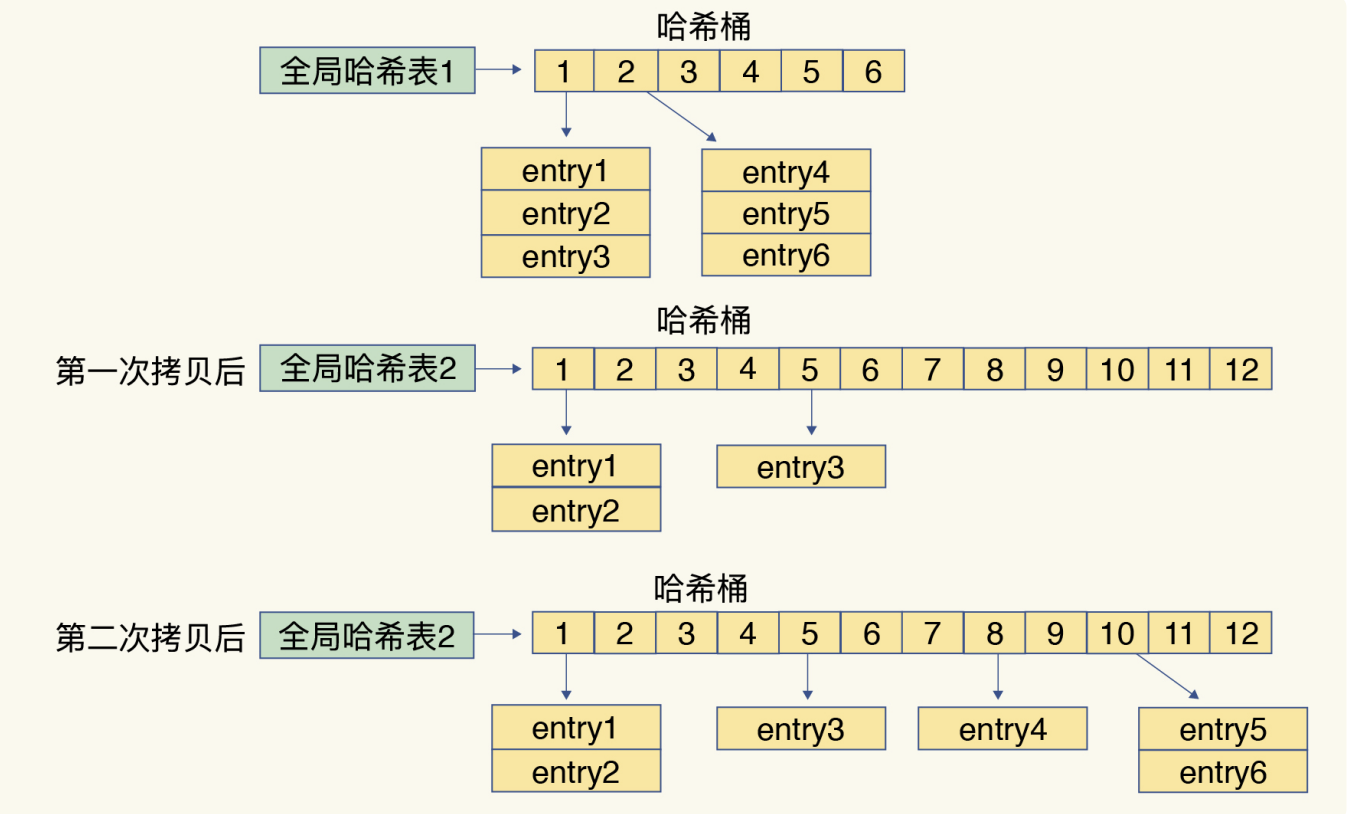 哈希桶
全局哈希表1 1 2 3 4 5 6
entry1 entry4
entry2 entry5
entry3 entry6
哈希桶
第一次拷贝后 全局哈希表2 1 2 3 4 5 6 7 8 9 10 11 12
entry1 entry3
entry2
哈希桶
第二次拷贝后 全局哈希表2 1 2 3 4 5 6 7 8 9 10 11 12
entry1 entry3 entry4 entry5
entry2 entry6